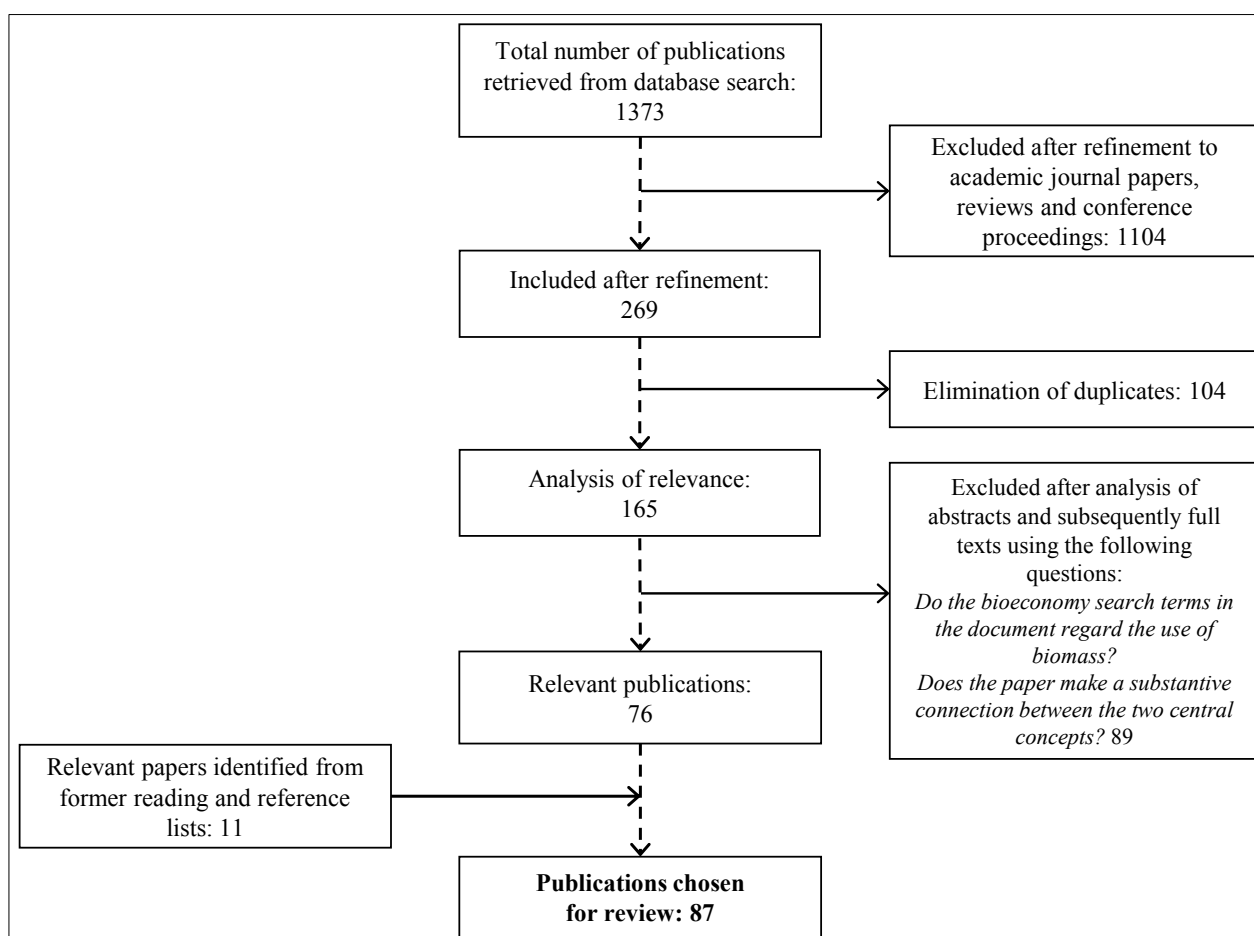 Total number of publications
retrieved from database search:
1373
Excluded after refinement to
academic journal papers,
reviews and conference
proceedings: 1104
Included after refinement:
269
Elimination of duplicates: 104
Analysis of relevance:
165
Excluded after analysis of
abstracts and subsequently full
texts using the following
questions:
Do the bioeconomy search terms in
the document regard the use of
biomass?
Does the paper make a substantive
connection between the two central
concepts? 89
Relevant publications:
76
Relevant papers identified from
former reading and reference
lists: 11
Publications chosen
for review: 87